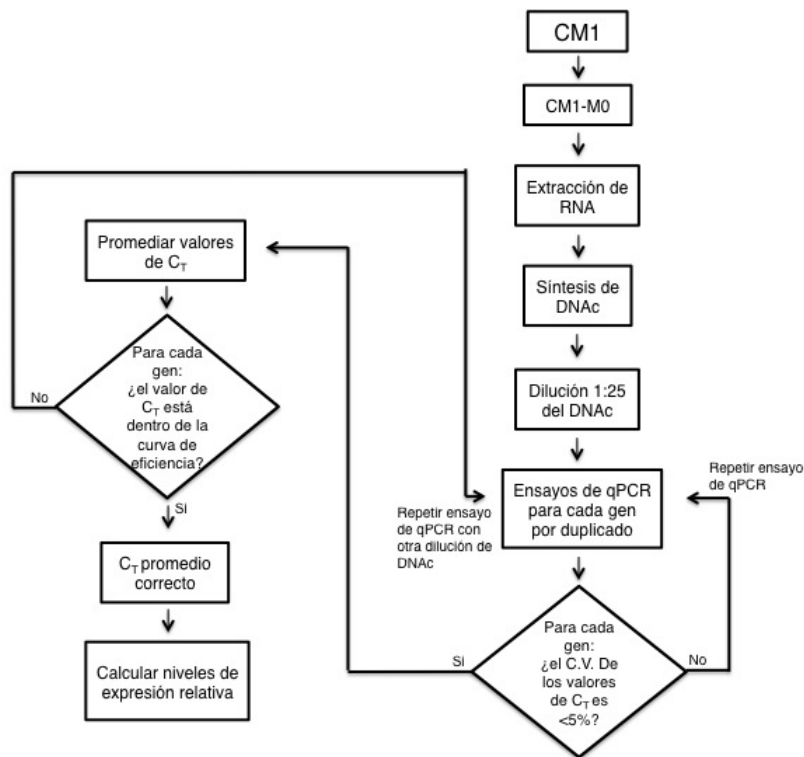 CM1
CM1-M0
Extracción de
RNA
Síntesis de
DNAc
Dilución 1:25
del DNAc
Ensayos de qPCR
para cada gen
por duplicado
Repetir ensayo
de qPCR
Repetir ensayo
de qPCR con
otra dilución de
DNAc
Para cada
gen:
¿el C.V. De
los valores
de CT es
<5%?
No
Si
Promediar valores
de CT
Para cada
gen:
¿el valor de
CT está
dentro de la
curva de
eficiencia?
No
Si
CT promedio
correcto
Calcular niveles de
expresión relativa